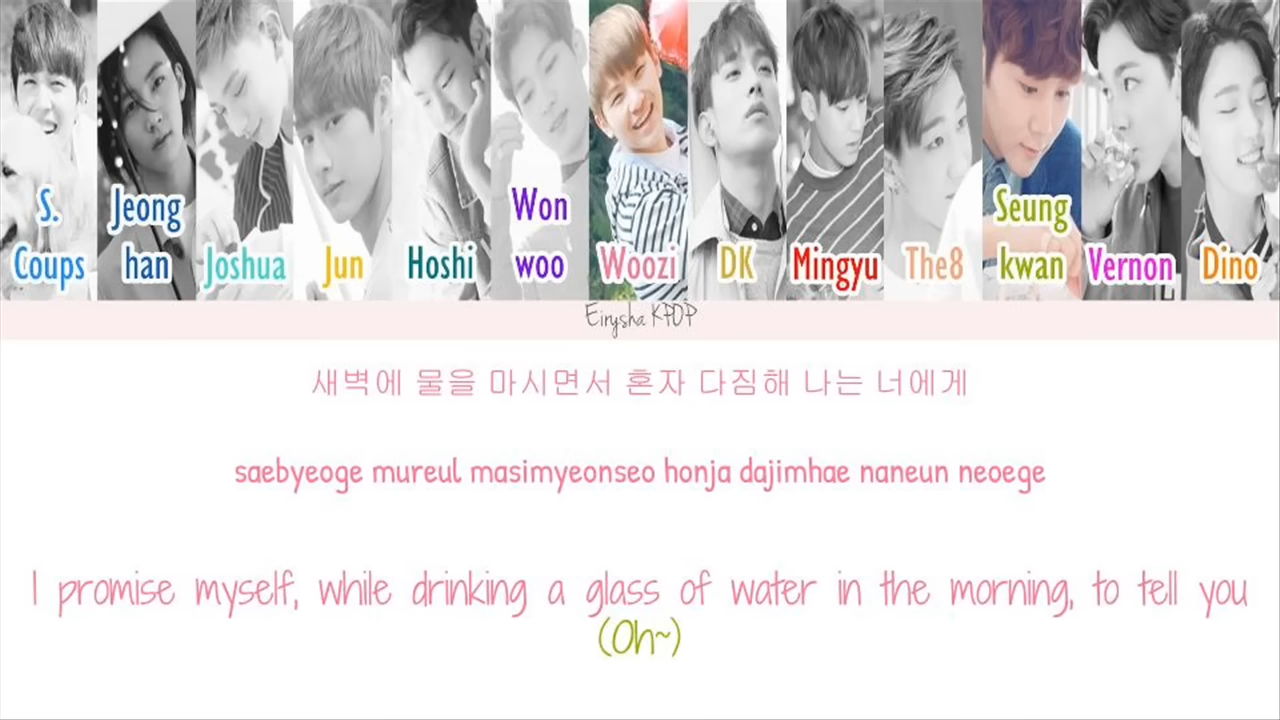 S. Coups
Jeong han
Joshua
Jun
Hoshi
Won woo
Woozi
DK
Mingyu
The8
Seung kwan
Vernon
Dino
Eirysha KPOP
새벽에 물을 마시면서 혼자 다짐해 나는 너에게
saebyeoge mureul masimyeonseo honja dajimhae naneun neoege
I promise myself, while drinking a glass of water in the morning, to tell you
(Oh~)